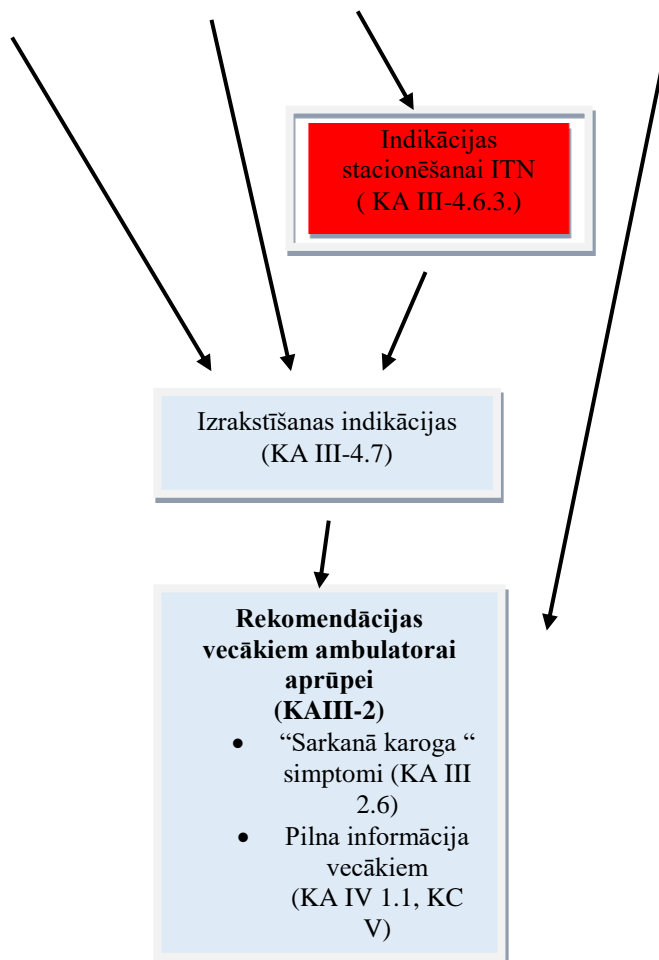 Indikācijas
stacionēšanai ITN
( KA III-4.6.3.)
Izrakstīšanas indikācijas
(KA III-4.7)
Rekomendācijas
vecākiem ambulatorai
aprūpei
(KAIII-2)
• “Sarkanā karoga “
simptomi (KA III
2.6)
• Pilna informācija
vecākiem
(KA IV 1.1, KC
V)